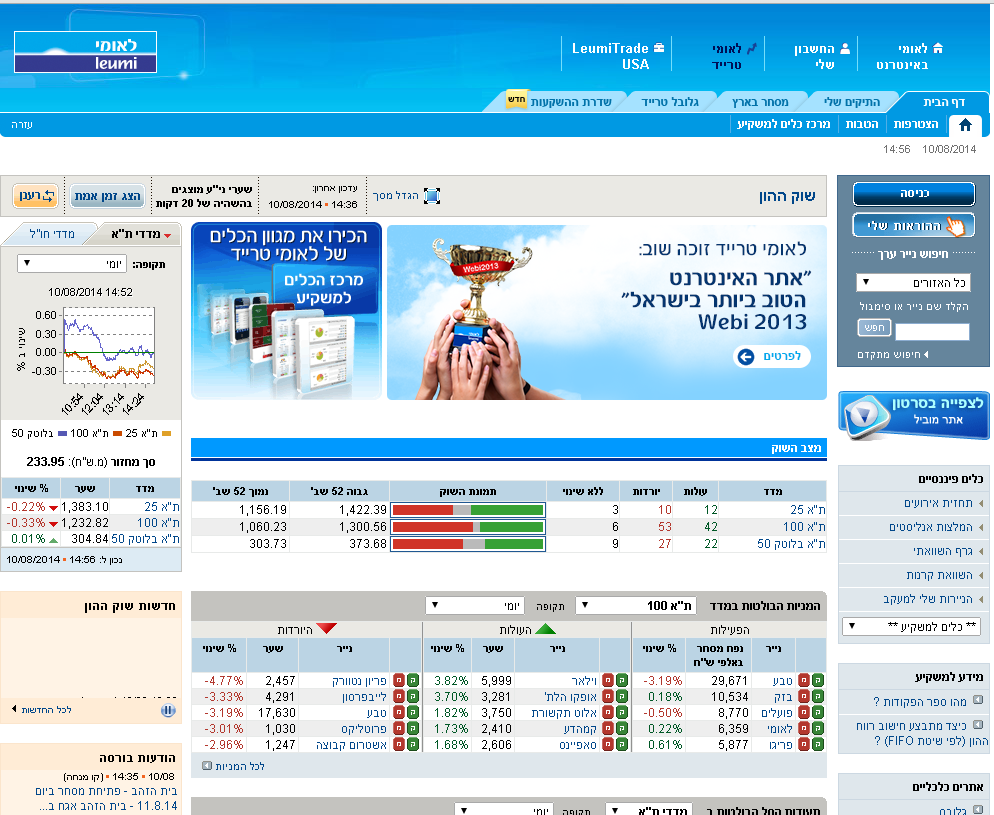 לאומי
leumi
לאומי באינטרנט
החשבון שלי
לאומי טרייד
LeumiTrade USA
דף הבית
התיקים שלי
מסחר בארץ
גלובל טרייד
שדרת ההשקעות
חדש
הצטרפות
הטבות
מרכז כלים למשקיע
עזרה
10/08/2014 14:56
כניסה
ההוראות שלי
חיפוש נייר ערך
כל האזורים
הקלד שם נייר או סימבול
חפש
חיפוש מתקדם
לצפייה בסרטון
אתר מוביל
כלים פיננסיים
תחזית אירועים
המלצות אנליסטים
גרף השוואתי
השוואת קרנות
הניירות שלי למעקב
** כלים למשקיע **
מידע למשקיע
מהו ספר הפקודות ?
כיצד מתבצע חישוב רווח
ההון (לפי שיטת FIFO) ?
אתרים כלכליים
גלובס
שוק ההון
הגדל מסך
עדכון אחרון:
14:36 • 10/08/2014
שערי ני"ע מוצגים
בהשהיה של 20 דקות
הצג זמן אמת
רענן
לאומי טרייד זוכה שוב:
"אתר האינטרנט
הטוב ביותר בישראל"
Webi 2013
לפרטים
Webi2013
הכירו את מגוון הכלים
של לאומי טרייד
מרכז הכלים
למשקיע
מצב השוק
מדד עולות יורדות ללא שינוי תמונת השוק גבוה 52 שב' נמוך 52 שב'
ת"א 25 12 10 3 1,422.39 1,156.19
ת"א 100 42 53 6 1,300.56 1,060.23
ת"א בלוטק 50 22 27 9 373.68 303.73
המניות הבולטות במדד ת"א 100 תקופה יומי
הפעילות העולות היורדות
נייר נפח מסחר באלפי ש"ח % שינוי נייר שער % שינוי נייר שער % שינוי
טבע 29,671 -3.19% וילאר 5,999 3.82% פריון נטוורק 2,457 -4.77%
בזק 10,534 0.18% אופקו הלת' 3,281 3.70% לייבפרסון 4,291 -3.33%
פועלים 8,770 -0.50% אלוט תקשורת 3,750 1.82% טבע 17,630 -3.19%
לאומי 6,359 0.22% קמהדע 2,410 1.73% פרוטליקס 1,030 -3.01%
פריגו 5,877 0.61% סאפיינס 2,606 1.68% אשטרום קבוצה 1,247 -2.96%
לכל המניות
תעודות הסל הבולטות ב מדדי ת"א תקופה יומי
מדדי ת"א
מדדי חו"ל
תקופה: יומי
10/08/2014 14:52
שינוי ב %
0.60
0.30
0.00
-0.30
10:54 12:04 13:14 14:24
ת"א 25 ת"א 100 בלוטק 50
סך מחזור (מ.ש"ח): 233.95
מדד שער % שינוי
ת"א 25 1,383.10 -0.22%
ת"א 100 1,232.82 -0.33%
ת"א בלוטק 50 304.84 0.01%
נכון ל: 14:56 • 10/08/2014
חדשות שוק ההון
לכל החדשות
הודעות בורסה
10/08 • 14:35 • (קו מנחה)
בית הזהב - פתיחת מסחר ביום
11.8.14 - בית הזהב אגח ב...